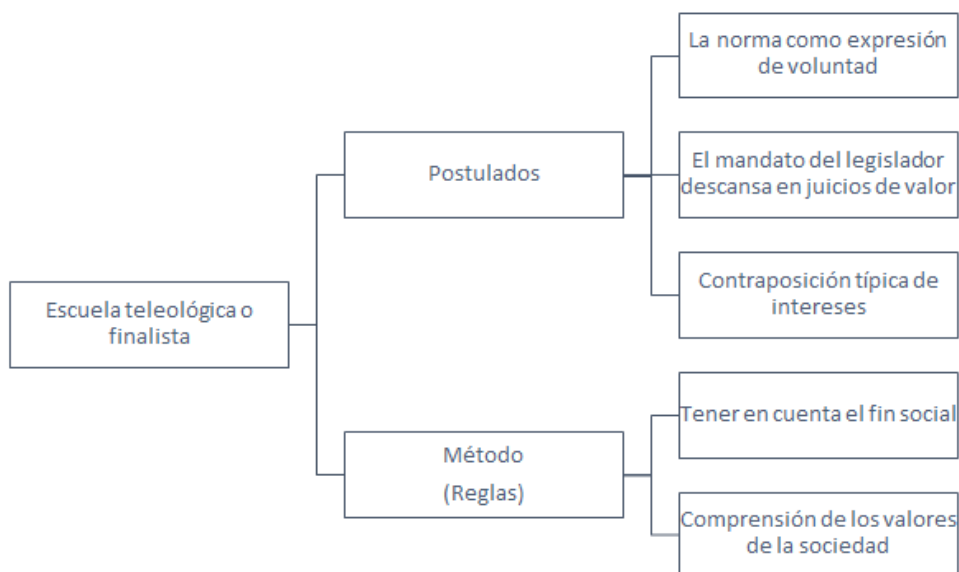 La norma como expresión
de voluntad
Postulados
El mandato del legislador
descansa en juicios de valor
Contraposición típica de
intereses
Escuela teleológica o
finalista
Tener en cuenta el fin social
Método
(Reglas)
Comprensión de los valores
de la sociedad